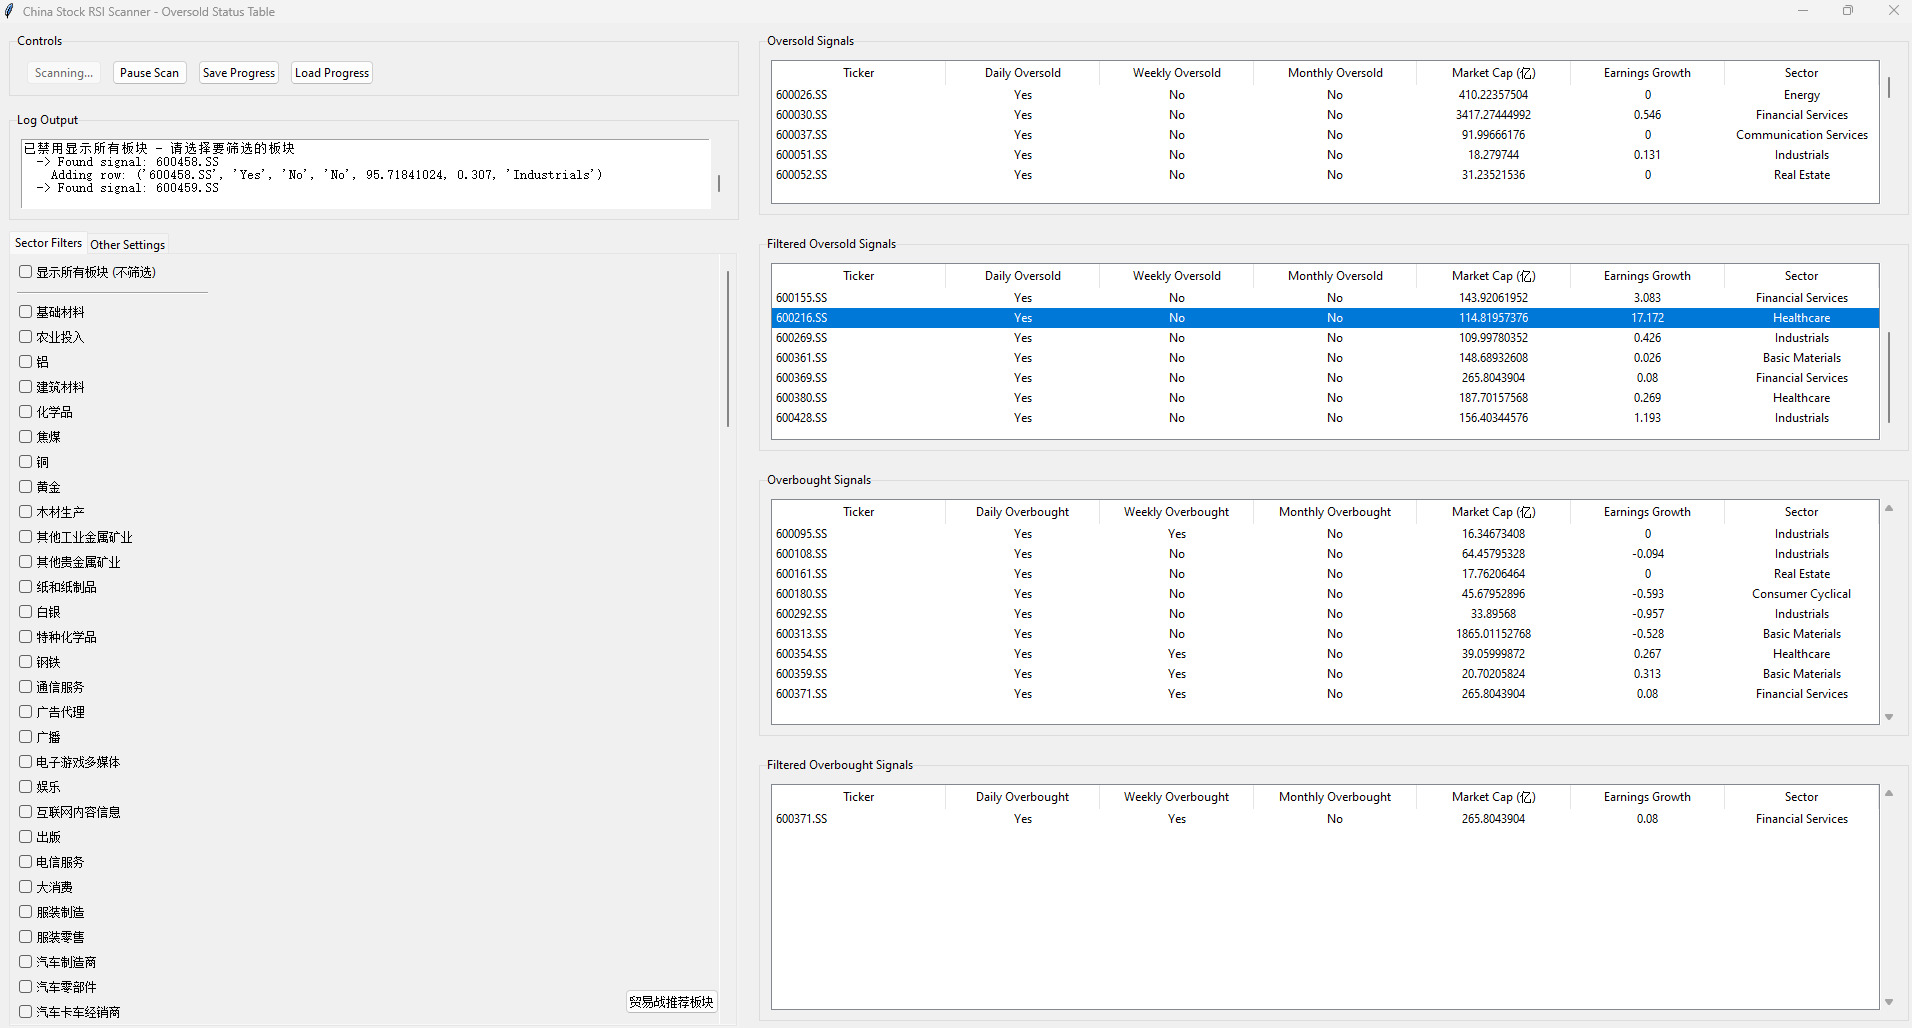 China Stock RSI Scanner - Oversold Status Table
Controls
Scanning... Pause Scan Save Progress Load Progress
Log Output
已禁用显示所有板块 - 请选择要筛选的板块
-> Found signal: 600458.SS
Adding row: ('600458.SS', 'Yes', 'No', 'No', 95.71841024, 0.307, 'Industrials')
-> Found signal: 600459.SS
Sector Filters Other Settings
显示所有板块 (不筛选)
基础材料
农业投入
铝
建筑材料
化学品
焦煤
铜
黄金
木材生产
其他工业金属矿业
其他贵金属矿业
纸和纸制品
白银
特种化学品
钢铁
通信服务
广告代理
广播
电子游戏多媒体
娱乐
互联网内容信息
出版
电信服务
大消费
服装制造
服装零售
汽车制造商
汽车零部件
汽车卡车经销商
贸易战推荐板块
Oversold Signals
Ticker Daily Oversold Weekly Oversold Monthly Oversold Market Cap (亿) Earnings Growth Sector
600026.SS Yes No No 410.22357504 0 Energy
600030.SS Yes No No 3417.27444992 0.546 Financial Services
600037.SS Yes No No 91.99666176 0 Communication Services
600051.SS Yes No No 18.279744 0.131 Industrials
600052.SS Yes No No 31.23521536 0 Real Estate
Filtered Oversold Signals
Ticker Daily Oversold Weekly Oversold Monthly Oversold Market Cap (亿) Earnings Growth Sector
600155.SS Yes No No 143.92061952 3.083 Financial Services
600216.SS Yes No No 114.81957376 17.172 Healthcare
600269.SS Yes No No 109.99780352 0.426 Industrials
600361.SS Yes No No 148.68932608 0.026 Basic Materials
600369.SS Yes No No 265.8043904 0.08 Financial Services
600380.SS Yes No No 187.70157568 0.269 Healthcare
600428.SS Yes No No 156.40344576 1.193 Industrials
Overbought Signals
Ticker Daily Overbought Weekly Overbought Monthly Overbought Market Cap (亿) Earnings Growth Sector
600095.SS Yes Yes No 16.34673408 0 Industrials
600108.SS Yes No No 64.45795328 -0.094 Industrials
600161.SS Yes No No 17.76206464 0 Real Estate
600180.SS Yes No No 45.67952896 -0.593 Consumer Cyclical
600292.SS Yes No No 33.89568 -0.957 Industrials
600313.SS Yes No No 1865.01152768 -0.528 Basic Materials
600354.SS Yes Yes No 39.05999872 0.267 Healthcare
600359.SS Yes Yes No 20.70205824 0.313 Basic Materials
600371.SS Yes Yes No 265.8043904 0.08 Financial Services
Filtered Overbought Signals
Ticker Daily Overbought Weekly Overbought Monthly Overbought Market Cap (亿) Earnings Growth Sector
600371.SS Yes Yes No 265.8043904 0.08 Financial Services